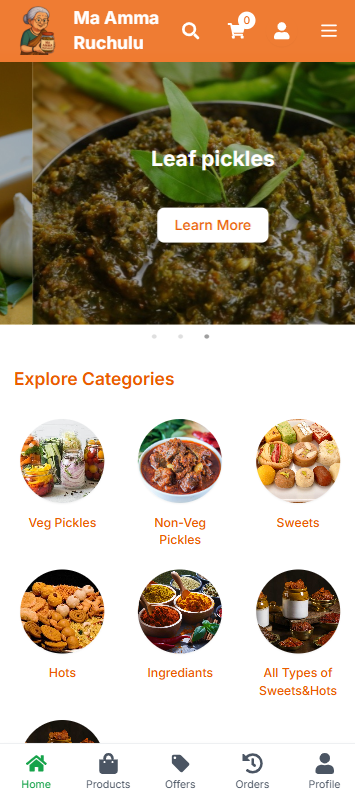 Ma Amma
Ruchulu
0
Leaf pickles
Learn More
Explore Categories
Veg Pickles
Non-Veg
Pickles
Sweets
Hots
Ingrediants
All Types of
Sweets&Hots
Home
Products
Offers
Orders
Profile